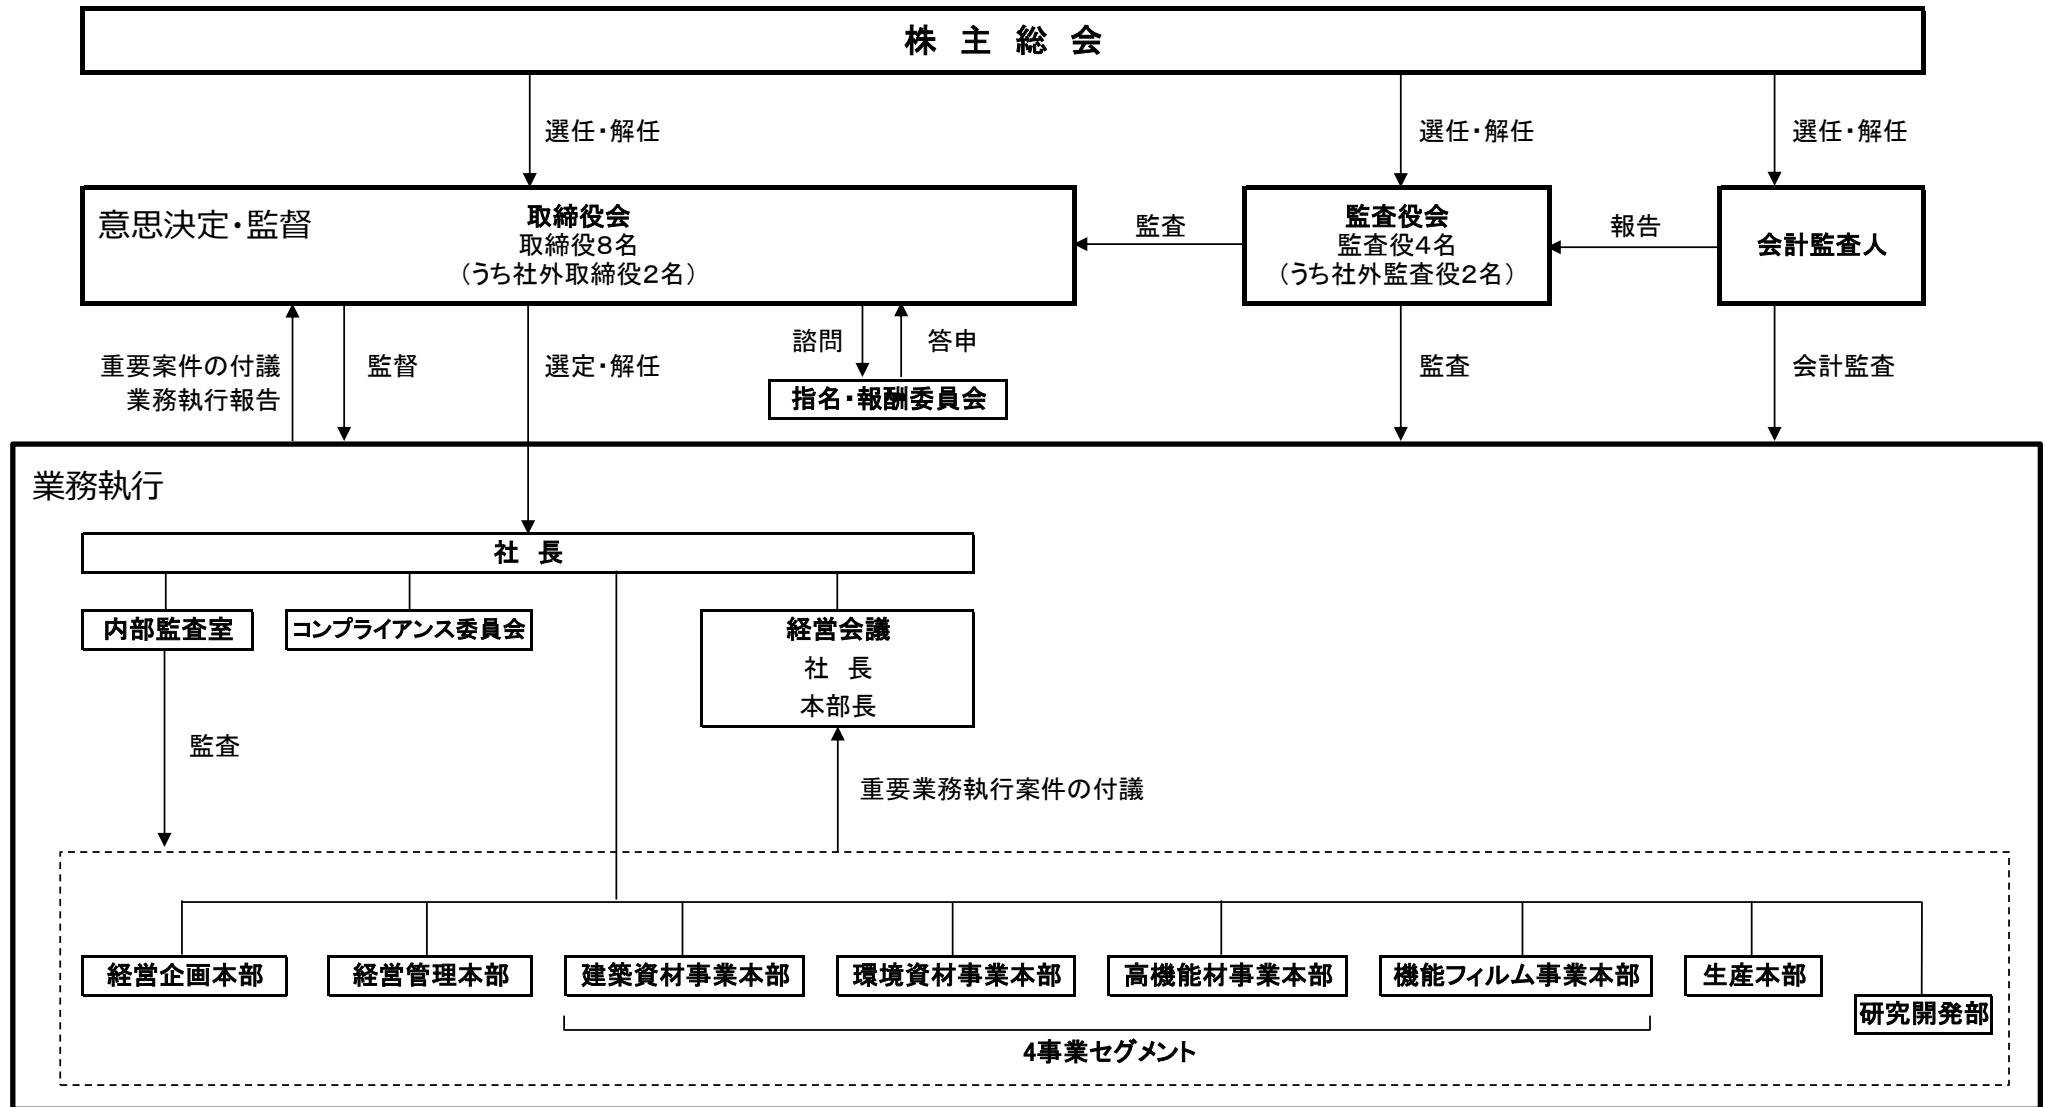 株 主 総 会
選任・解任
選任・解任
選任・解任
意思決定・監督
取締役会
取締役8名
(うち社外取締役2名)
監査
監査役会
監査役4名
(うち社外監査役2名)
報告
会計監査人
重要案件の付議
業務執行報告
監督
選定・解任
諮問
答申
指名・報酬委員会
監査
会計監査
業務執行
社 長
内部監査室
コンプライアンス委員会
経営会議
社 長
本部長
監査
重要業務執行案件の付議
経営企画本部
経営管理本部
建築資材事業本部
環境資材事業本部
高機能材事業本部
機能フィルム事業本部
生産本部
研究開発部
4事業セグメント